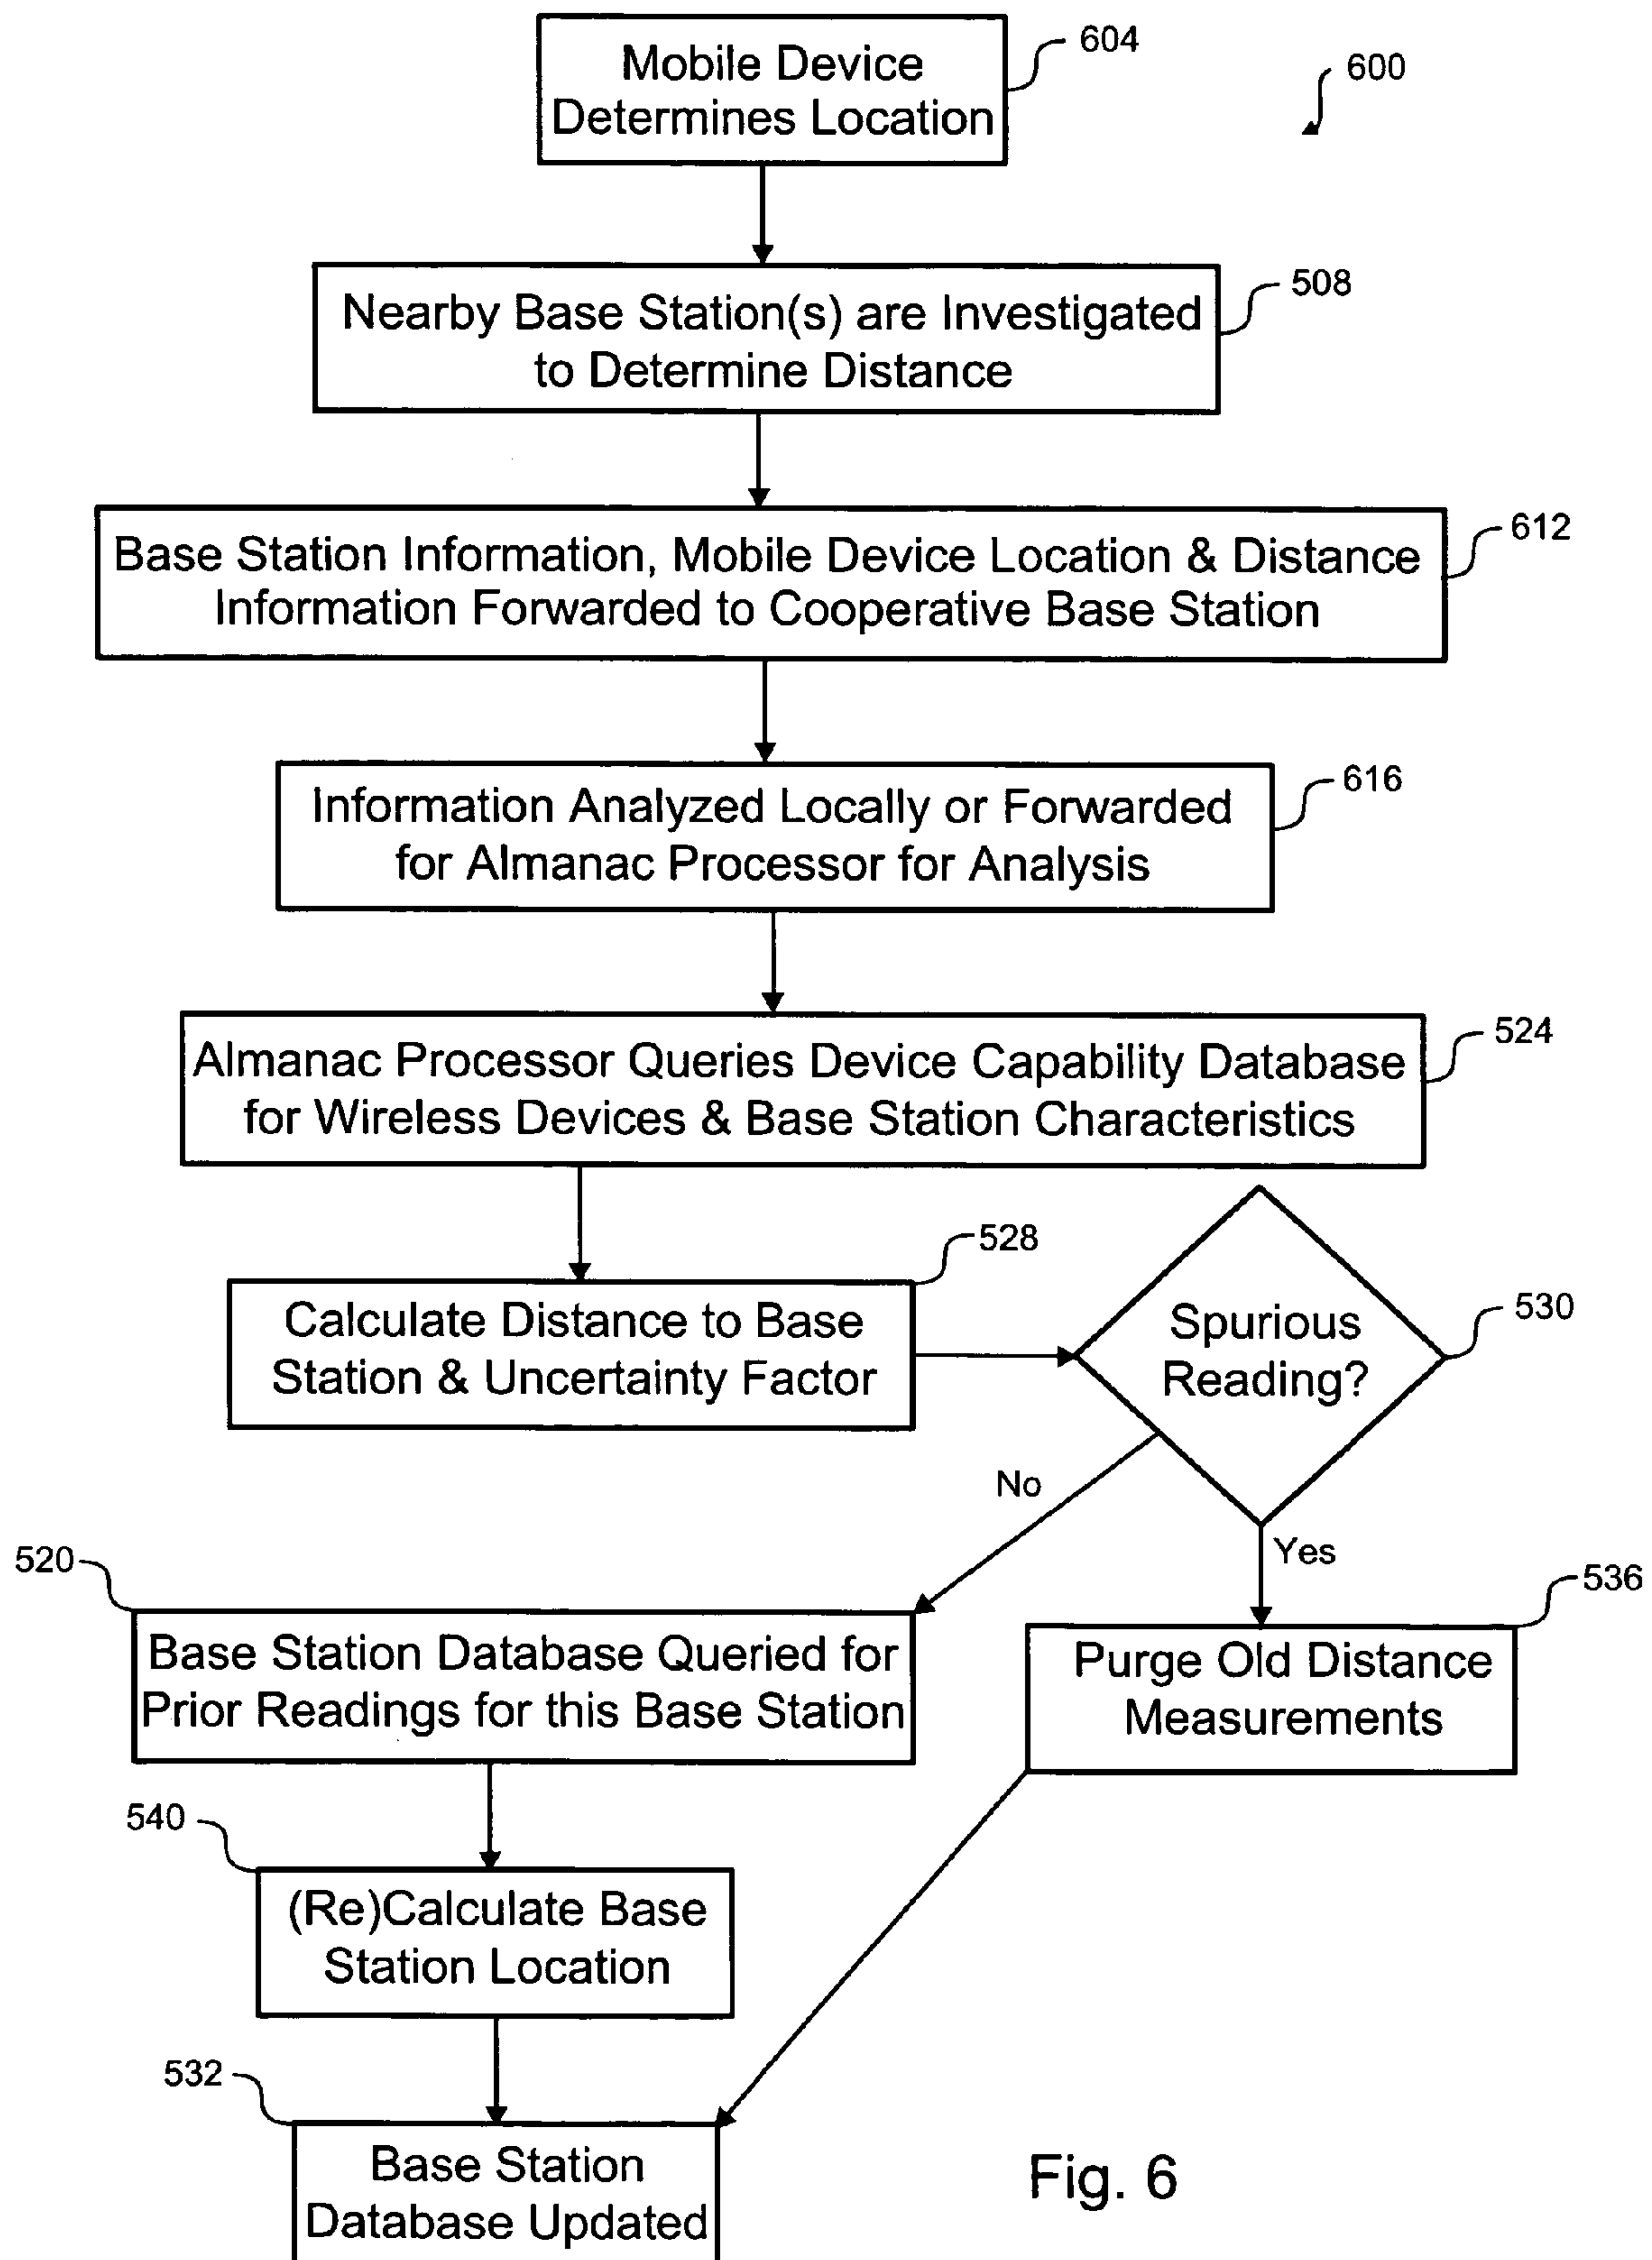 Mobile Device
Determines Location
604
600
Nearby Base Station(s) are Investigated
to Determine Distance
508
Base Station Information, Mobile Device Location & Distance
Information Forwarded to Cooperative Base Station
612
Information Analyzed Locally or Forwarded
for Almanac Processor for Analysis
616
Almanac Processor Queries Device Capability Database
for Wireless Devices & Base Station Characteristics
524
Calculate Distance to Base
Station & Uncertainty Factor
528
Spurious
Reading?
530
No
Yes
520
Base Station Database Queried for
Prior Readings for this Base Station
Purge Old Distance
Measurements
536
540
(Re)Calculate Base
Station Location
532
Base Station
Database Updated
Fig. 6